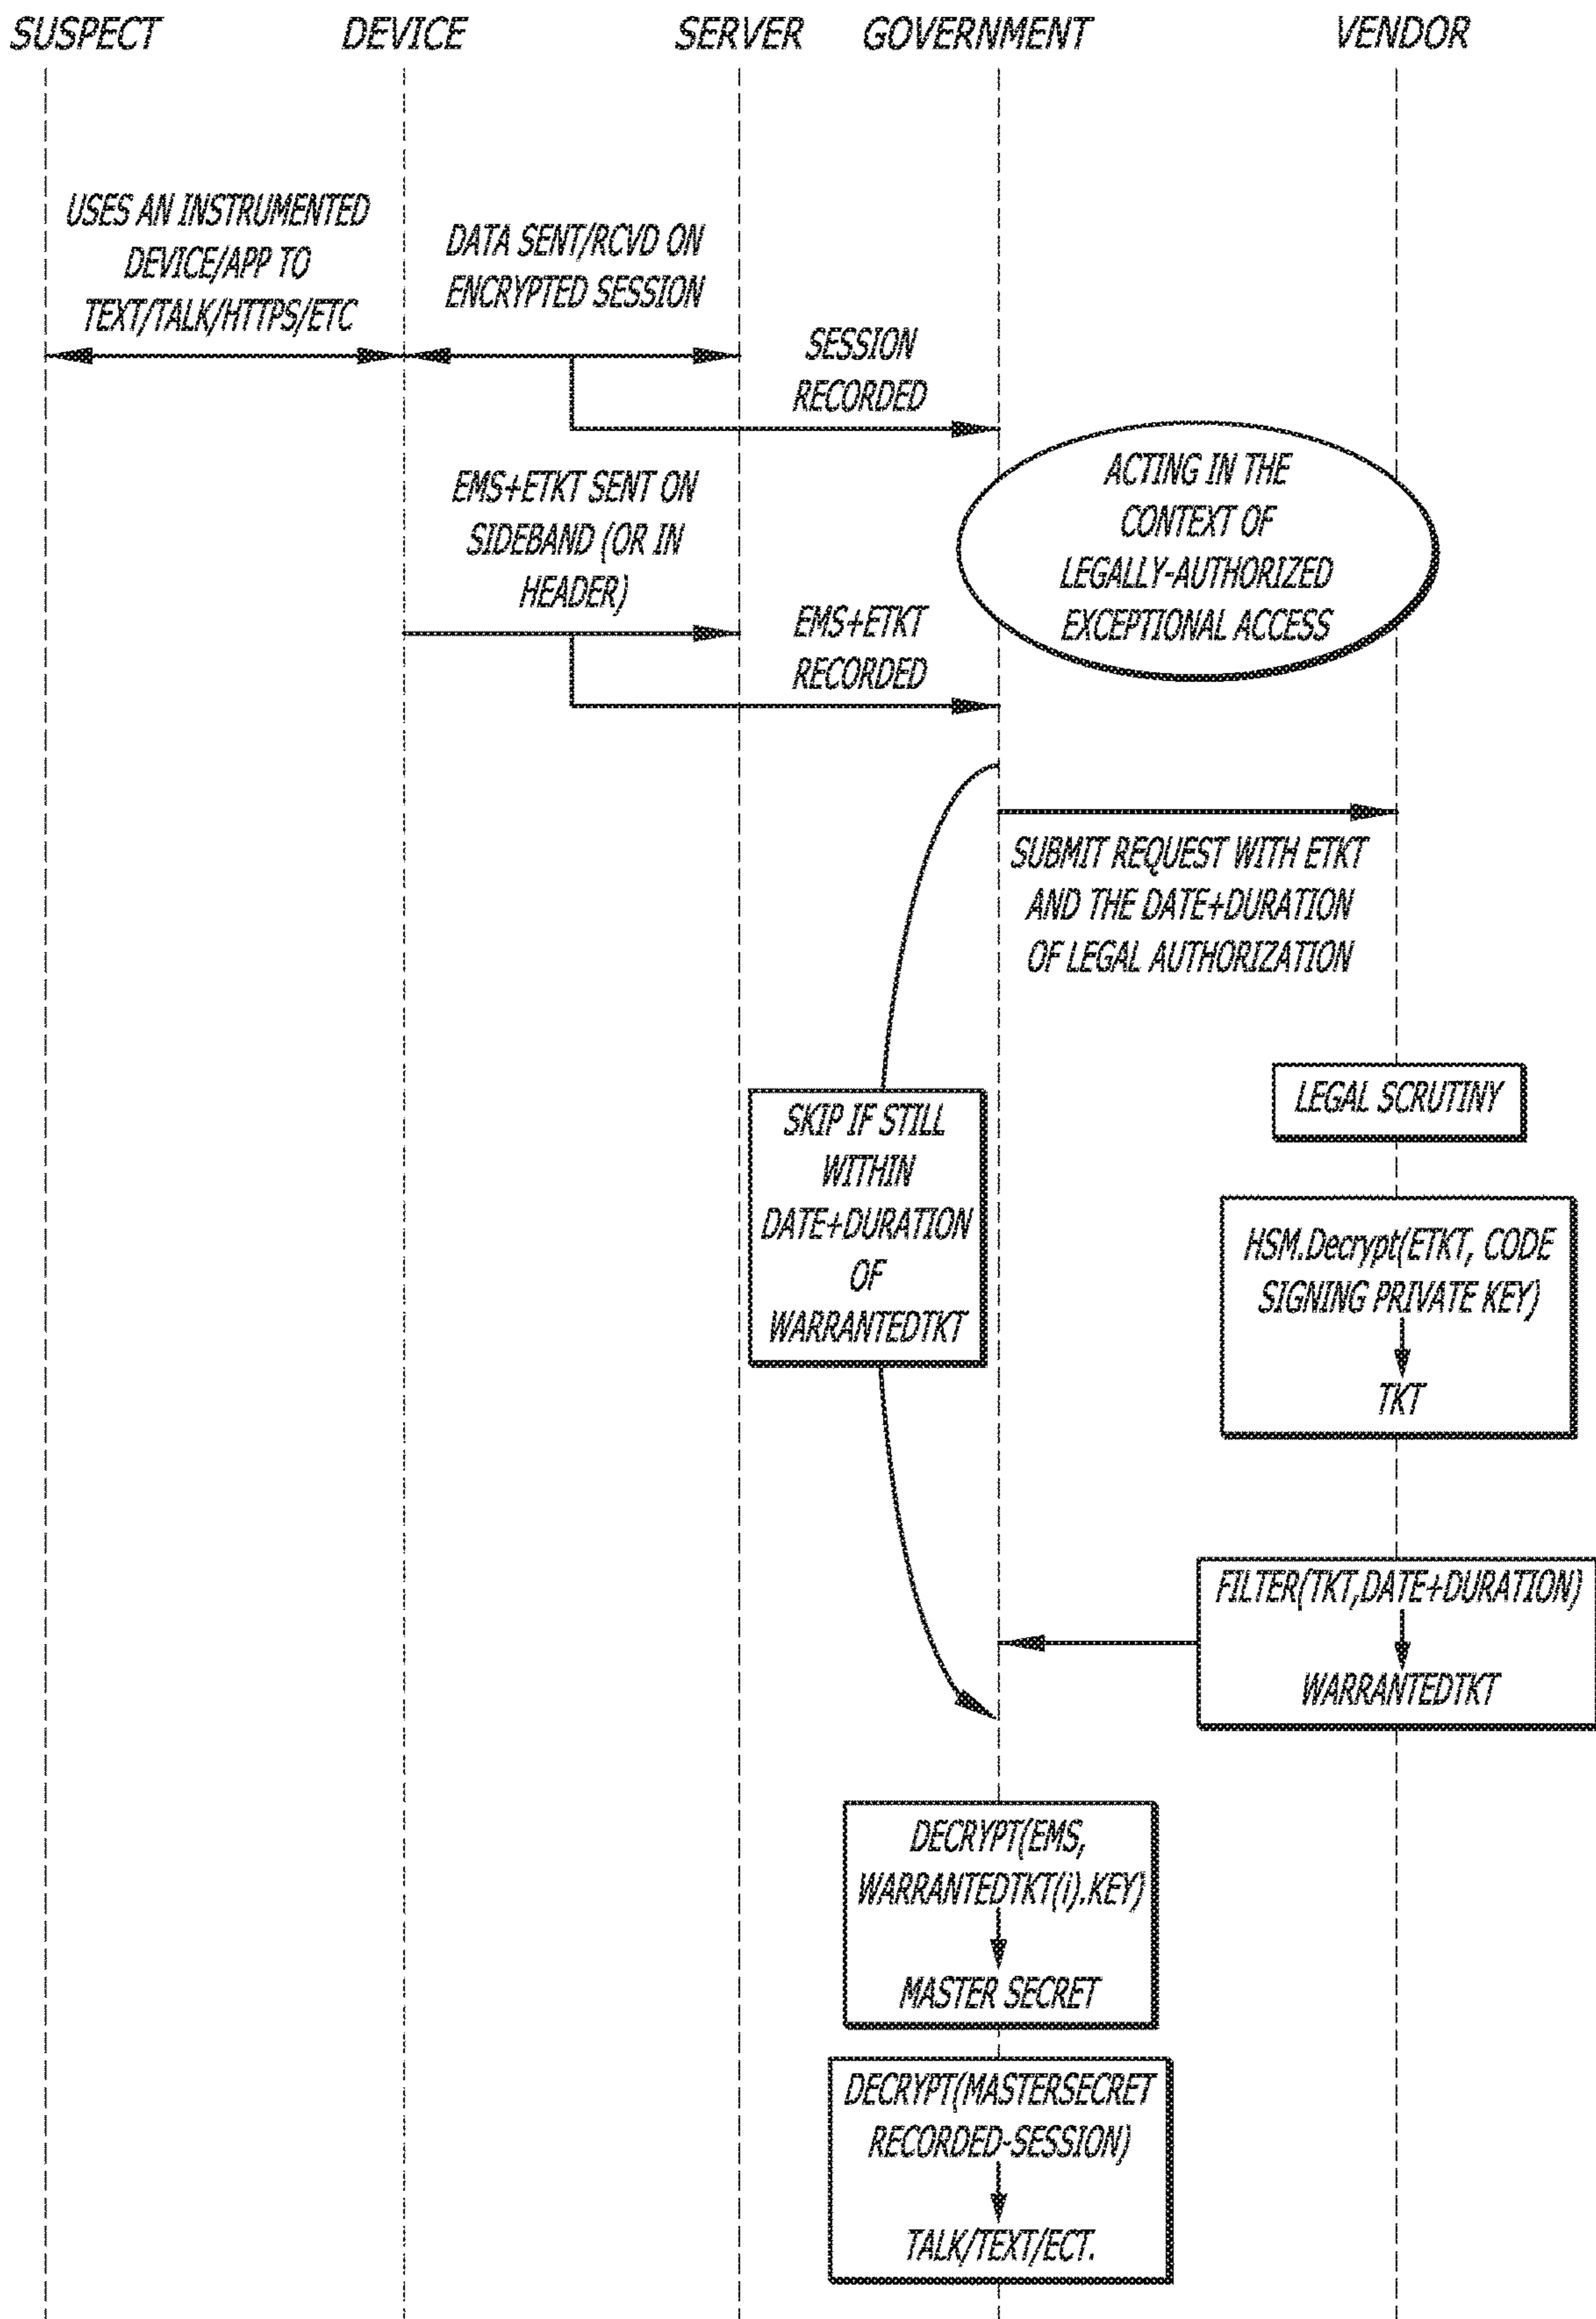 SUSPECT DEVICE SERVER GOVERNMENT VENDOR
USES AN INSTRUMENTED
DEVICE/APP TO
TEXT/TALK/HTTPS/ETC
DATA SENT/RCVD ON
ENCRYPTED SESSION
SESSION
RECORDED
ACTING IN THE
CONTEXT OF
LEGALLY-AUTHORIZED
EXCEPTIONAL ACCESS
EMS+ETKT SENT ON
SIDEBAND (OR IN
HEADER)
EMS+ETKT
RECORDED
SUBMIT REQUEST WITH ETKT
AND THE DATE+DURATION
OF LEGAL AUTHORIZATION
LEGAL SCRUTINY
SKIP IF STILL
WITHIN
DATE+DURATION
OF
WARRANTEDTKT
HSM.Decrypt(ETKT, CODE
SIGNING PRIVATE KEY)
TKT
FILTER(TKT,DATE+DURATION)
WARRANTEDTKT
DECRYPT(EMS,
WARRANTEDTKT(i).KEY)
MASTER SECRET
DECRYPT(MASTERSECRET
RECORDED-SESSION)
TALK/TEXT/ECT.